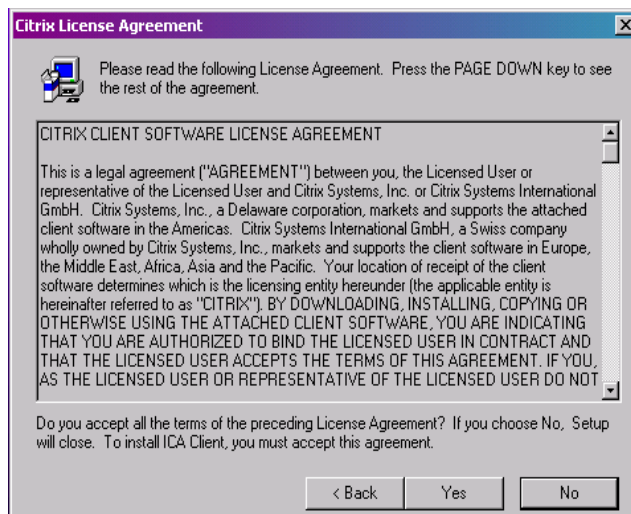 Citrix License Agreement
Please read the following License Agreement. Press the PAGE DOWN key to see
the rest of the agreement.
CITRIX CLIENT SOFTWARE LICENSE AGREEMENT
This is a legal agreement ("AGREEMENT") between you, the Licensed User or
representative of the Licensed User and Citrix Systems, Inc. or Citrix Systems International
GmbH. Citrix Systems, Inc., a Delaware corporation, markets and supports the attached
client software in the Americas. Citrix Systems International GmbH, a Swiss company
wholly owned by Citrix Systems, Inc., markets and supports the client software in Europe,
the Middle East, Africa, Asia and the Pacific. Your location of receipt of the client
software determines which is the licensing entity hereunder (the applicable entity is
hereinafter referred to as "CITRIX"). BY DOWNLOADING, INSTALLING, COPYING OR
OTHERWISE USING THE ATTACHED CLIENT SOFTWARE, YOU ARE INDICATING
THAT YOU ARE AUTHORIZED TO BIND THE LICENSED USER IN CONTRACT AND
THAT THE LICENSED USER ACCEPTS THE TERMS OF THIS AGREEMENT. IF YOU,
AS THE LICENSED USER OR REPRESENTATIVE OF THE LICENSED USER DO NOT
Do you accept all the terms of the preceding License Agreement? If you choose No, Setup
will close. To install ICA Client, you must accept this agreement.
< Back Yes No